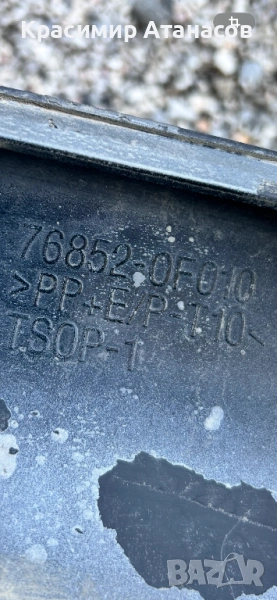 Красимир Атанасов
76852-0F010
>PP+E/P-T10<
TSOP-1
BAZAR